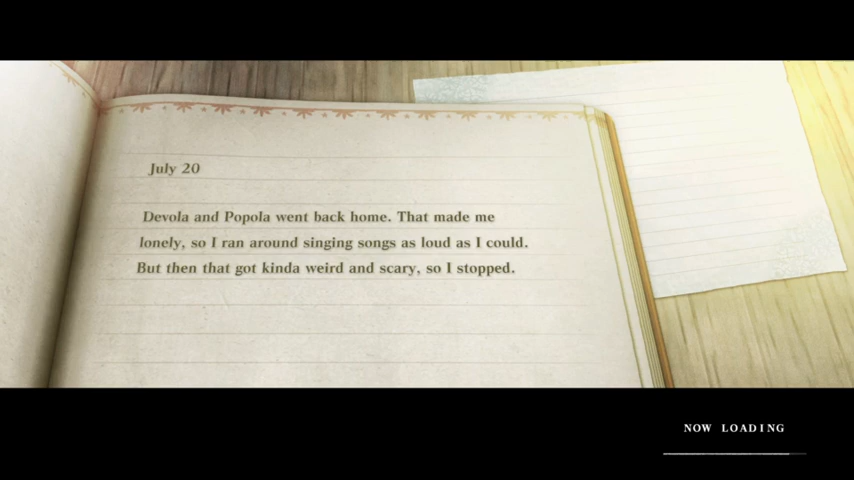 July 20
Devola and Popola went back home. That made me
lonely, so I ran around singing songs as loud as I could.
But then that got kinda weird and scary, so I stopped.
NOW LOADING